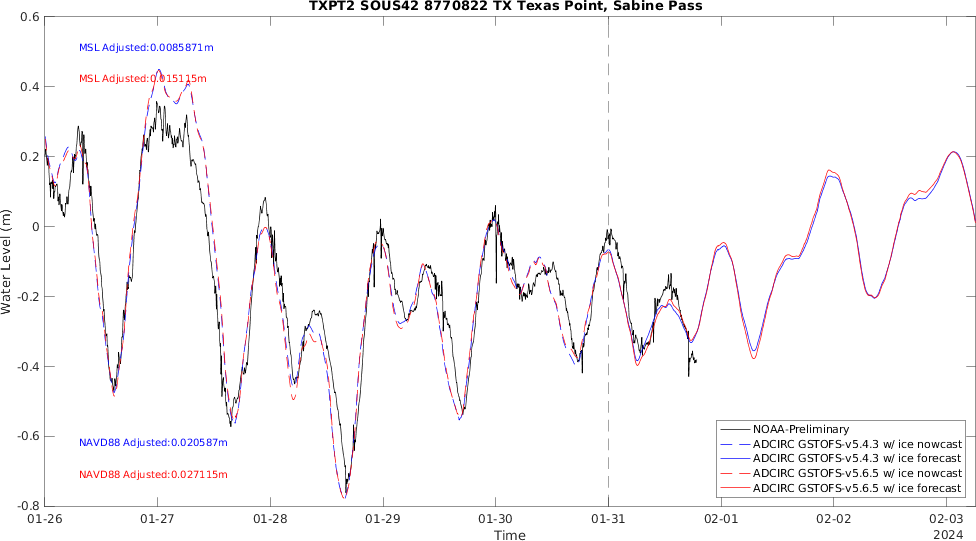 TXPT2 SOUS42 8770822 TX Texas Point, Sabine Pass
0.6
MSL Adjusted:0.0085871m
MSL Adjusted:0.015115m
0.4
0.2
0
-0.2
-0.4
-0.6
-0.8
Water Level (m)
NAVD88 Adjusted:0.020587m
NAVD88 Adjusted:0.027115m
NOAA-Preliminary
ADCIRC GSTOFS-v5.4.3 w/ ice nowcast
ADCIRC GSTOFS-v5.4.3 w/ ice forecast
ADCIRC GSTOFS-v5.6.5 w/ ice nowcast
ADCIRC GSTOFS-v5.6.5 w/ ice forecast
01-26 01-27 01-28 01-29 01-30 01-31 02-01 02-02 02-03
Time
2024